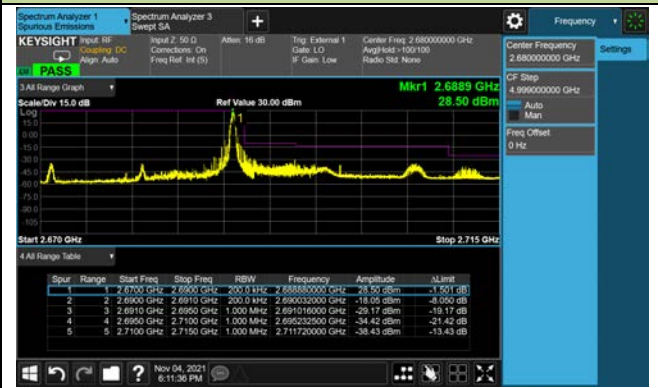 Spectrum Analyzer 1
Spurious Emissions
Spectrum Analyzer 3
Swept SA
Frequency
KEYSIGHT
Input: RF
Coupling: DC
Align: Auto
Input Z: 50 Ω
Corrections: On
Freq Ref: Int (S)
Atten: 16 dB
Trig: External 1
Gate: LO
IF Gain: Low
Center Freq: 2.680000000 GHz
Avg|Hold:>100/100
Radio Std: None
PASS
Center Frequency
2.680000000 GHz
Settings
CF Step
4.999000000 GHz
Auto
Man
Freq Offset
0 Hz
3 All Range Graph
Mkr1 2.6889 GHz
28.50 dBm
Scale/Div 15.0 dB
Ref Value 30.00 dBm
Log
15.0
0.00
-15.0
-30.0
-45.0
-60.0
-75.0
-90.0
-105
1
Start 2.670 GHz
Stop 2.715 GHz
4 All Range Table
Spur Range Start Freq Stop Freq RBW Frequency Amplitude ΔLimit
1 1 2.6700 GHz 2.6900 GHz 200.0 kHz 2.688880000 GHz 28.50 dBm -1.501 dB
2 2 2.6900 GHz 2.6910 GHz 200.0 kHz 2.690032000 GHz -18.05 dBm -8.050 dB
3 3 2.6910 GHz 2.6950 GHz 1.000 MHz 2.691016000 GHz -29.17 dBm -19.17 dB
4 4 2.6950 GHz 2.7100 GHz 1.000 MHz 2.695232500 GHz -34.42 dBm -21.42 dB
5 5 2.7100 GHz 2.7150 GHz 1.000 MHz 2.711720000 GHz -38.43 dBm -13.43 dB
Nov 04, 2021
6:11:36 PM